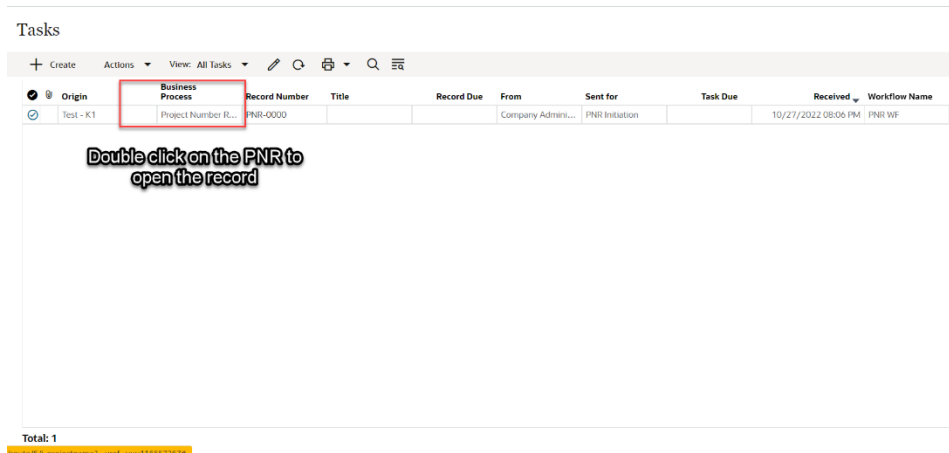 Tasks
Create Actions View: All Tasks
Origin Business Process Record Number Title Record Due From Sent for Task Due Received Workflow Name
Test - K1 Project Number R... PNR-0000 Company Admini... PNR Initiation 10/27/2022 08:06 PM PNR WF
Double click on the PNR to
open the record
Total: 1